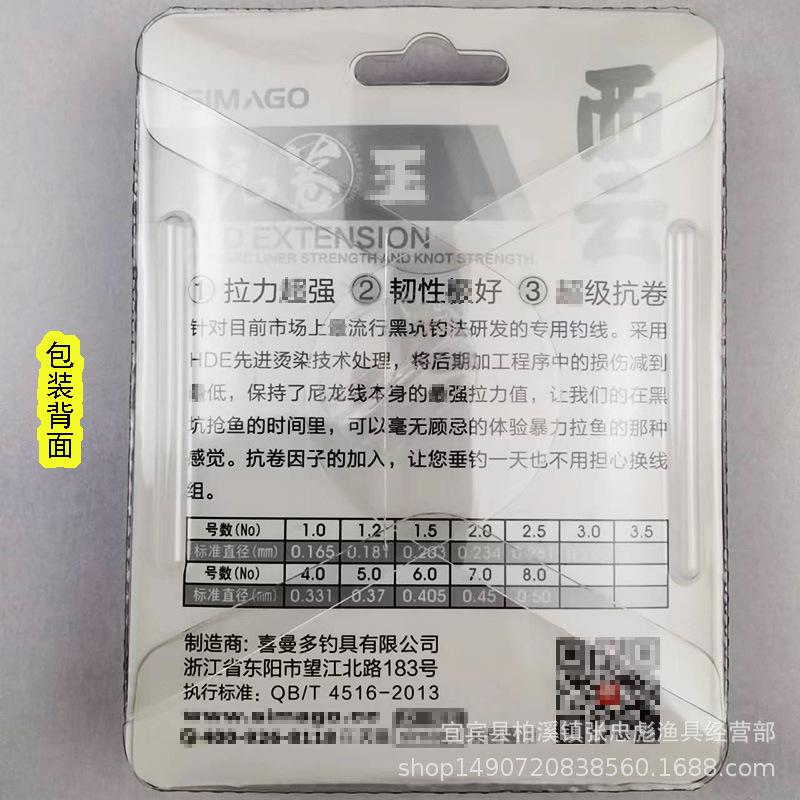 SIMAGO
西云
卷王
EXTENSION
LINER STRENGTH AND KNOT STRENGTH
① 拉力超强 ② 韧性极好 ③ 级抗卷
针对目前市场上最流行黑坑钓法研发的专用钓线。采用
HDE先进烫染技术处理，将后期加工程序中的损伤减到
最低，保持了尼龙线本身的最强拉力值，让我们的在黑
坑抢鱼的时间里，可以毫无顾忌的体验暴力拉鱼的那种
感觉。抗卷因子的加入，让您垂钓一天也不用担心换线
组。
号数(No) 1.0 1.2 1.5 2.0 2.5 3.0 3.5
标准直径(mm) 0.165 0.181 0.203 0.234 0.261
号数(No) 4.0 5.0 6.0 7.0 8.0
标准直径(mm) 0.331 0.37 0.405 0.45 0.50
制造商: 喜曼多钓具有限公司
浙江省东阳市望江北路183号
执行标准: QB/T 4516-2013
www.simago.cc
400-926-8118
包装背面
宜宾县柏溪镇张忠彪渔具经营部
shop1490720838560.1688.com